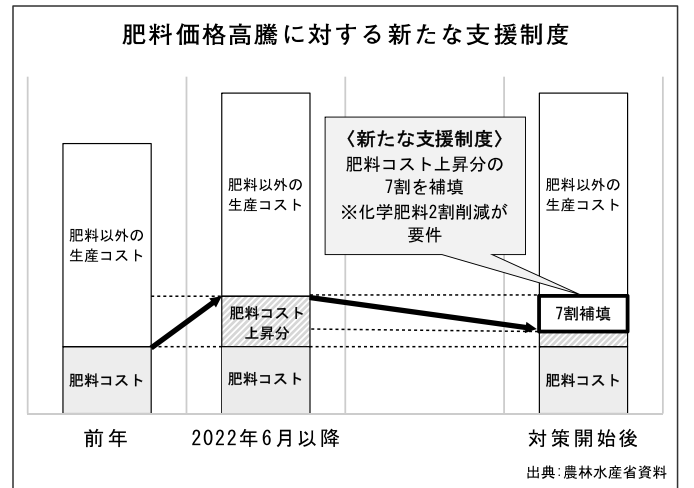 肥料価格高騰に対する新たな支援制度
肥料以外の
生産コスト
肥料コスト
前年
肥料以外の
生産コスト
肥料コスト
上昇分
肥料コスト
2022年6月以降
〈新たな支援制度〉
肥料コスト上昇分の
7割を補填
※化学肥料2割削減が
要件
肥料以外の
生産コスト
7割補填
肥料コスト
対策開始後
出典:農林水産省資料